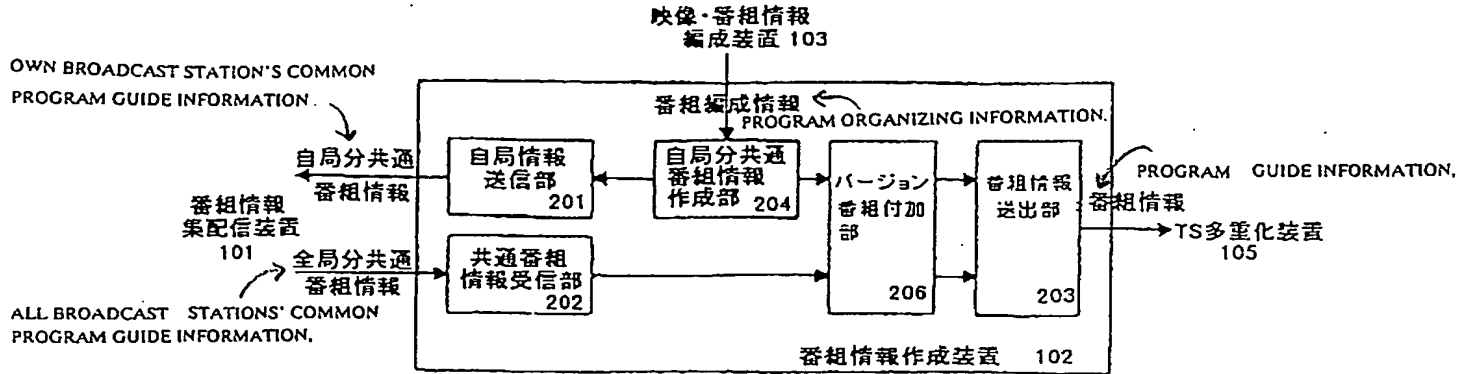 映像・番組情報
編成装置 103
OWN BROADCAST STATION'S COMMON
PROGRAM GUIDE INFORMATION.
番組編成情報
PROGRAM ORGANIZING INFORMATION.
自局分共通
番組情報
自局情報
送信部
201
自局分共通
番組情報
作成部
204
バージョン
番組付加
部
206
番組情報
送出部
203
PROGRAM GUIDE INFORMATION,
番組情報
TS多重化装置
105
番組情報
集配信装置
101
全局分共通
番組情報
共通番組
情報受信部
202
ALL BROADCAST STATIONS' COMMON
PROGRAM GUIDE INFORMATION,
番組情報作成装置 102